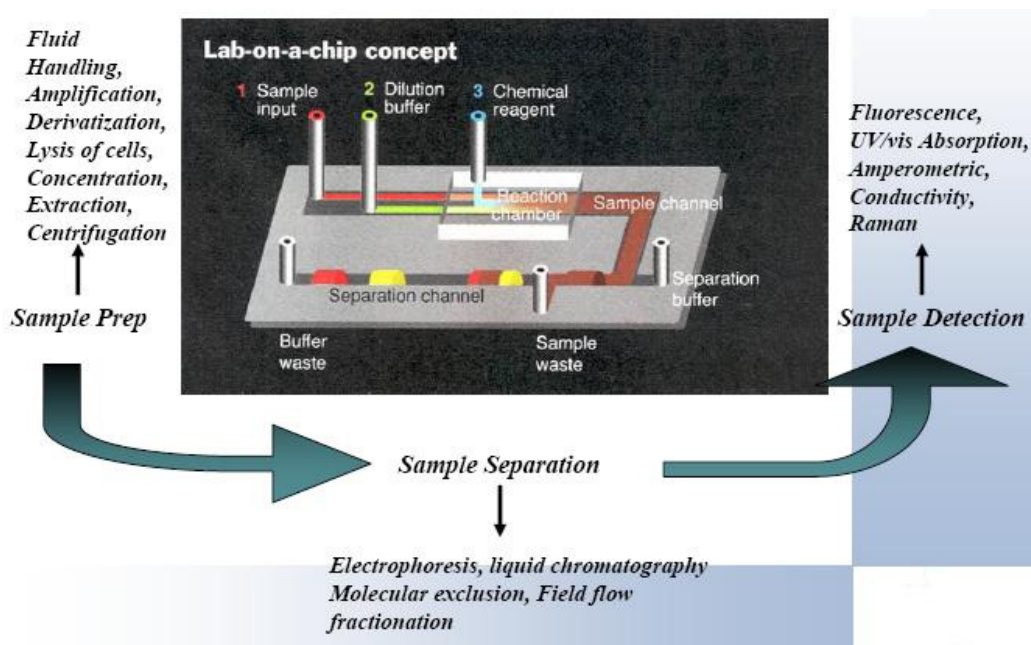 Fluid
Handling,
Amplification,
Derivatization,
Lysis of cells,
Concentration,
Extraction,
Centrifugation
Sample Prep
Lab-on-a-chip concept
1 Sample
input
2 Dilution
buffer
3 Chemical
reagent
Reaction
chamber
Sample channel
Separation channel
Separation
buffer
Buffer
waste
Sample
waste
Fluorescence,
UV/vis Absorption,
Amperometric,
Conductivity,
Raman
Sample Detection
Sample Separation
Electrophoresis, liquid chromatography
Molecular exclusion, Field flow
fractionation